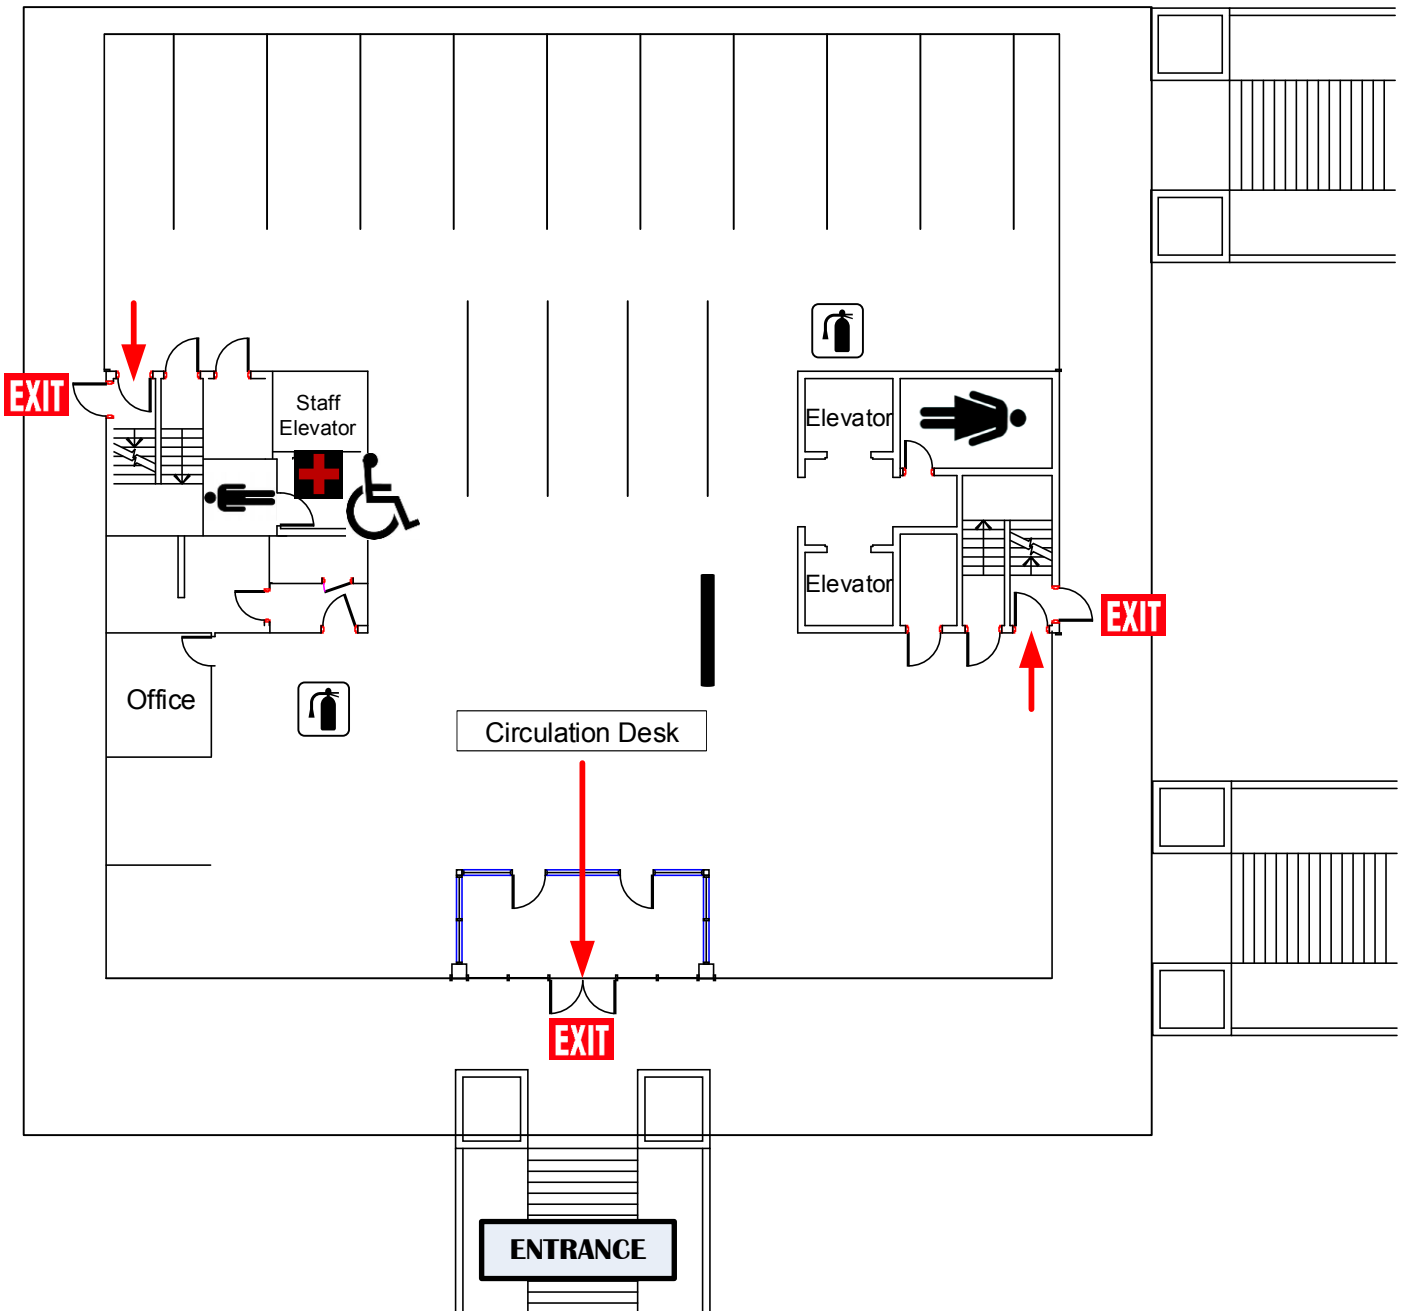 EXIT
Staff
Elevator
Elevator
Elevator
EXIT
Office
Circulation Desk
EXIT
ENTRANCE